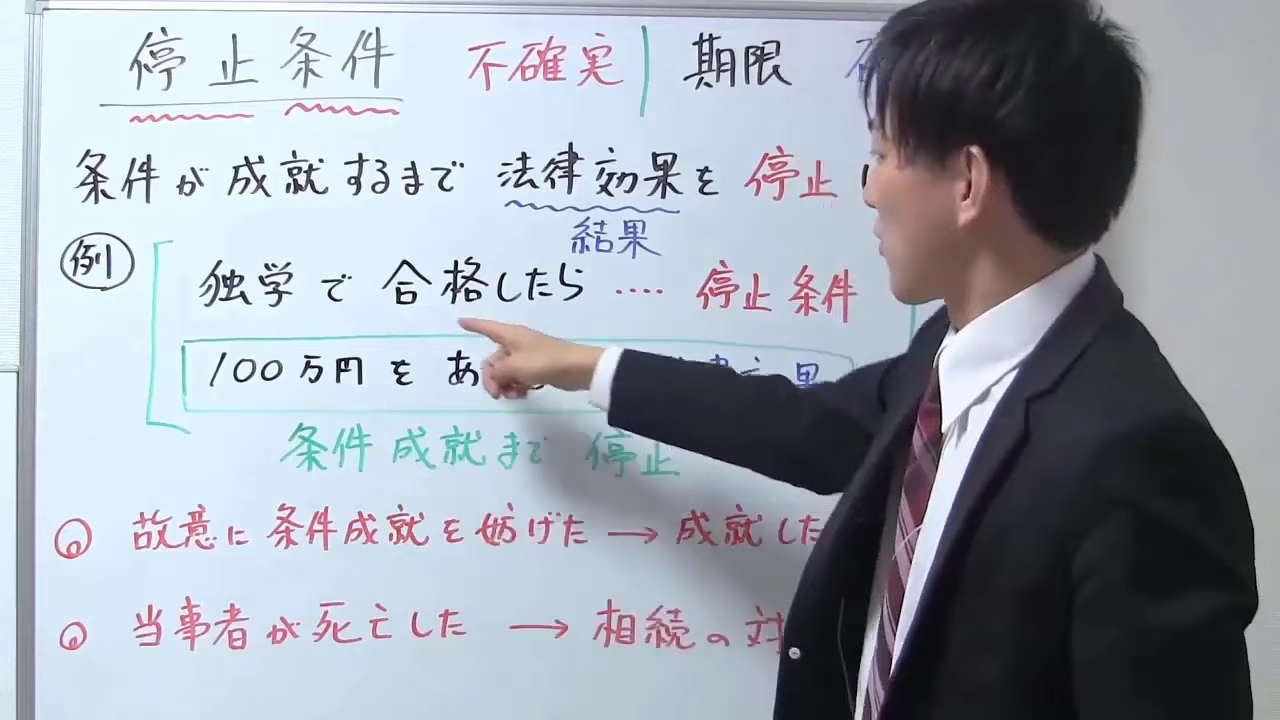 停止条件 不確実 期限
条件が成就するまで 法律効果を 停止
結果
例 独学で合格したら ‥‥ 停止条件
100万円を あ 果
条件成就まで 停止
故意に条件成就を妨げた → 成就した
当事者が死亡した → 相続の対